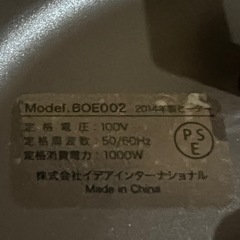 Model.BOE002 2014年製ヒーター
定格電圧：100V
定格周波数：50/60Hz
定格消費電力：1000W
PSE
株式会社イデアインターナショナル
Made in China